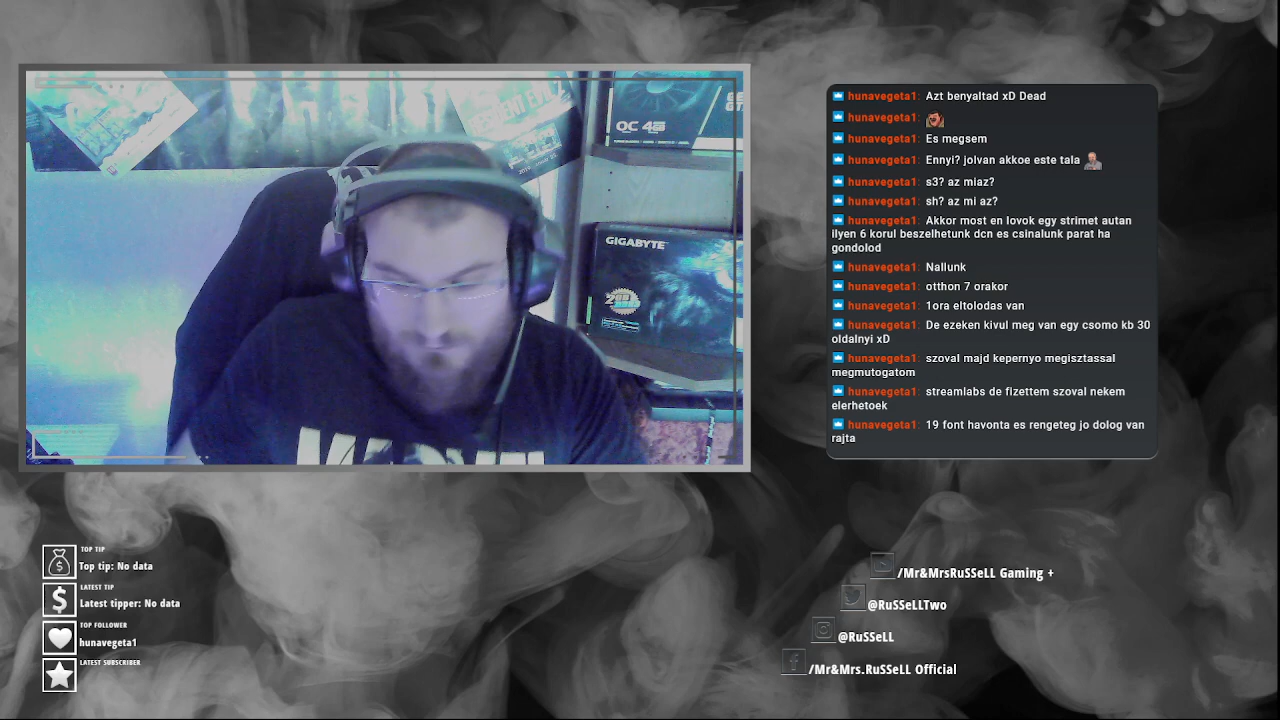 RESIDENT EVIL 2
OC 4GB
GIGABYTE
hunavegeta1: Azt benyaltad xD Dead
hunavegeta1:
hunavegeta1: Es megsem
hunavegeta1: Ennyi? jolvan akkoe este tala
hunavegeta1: s3? az miaz?
hunavegeta1: sh? az mi az?
hunavegeta1: Akkor most en lovok egy strimet autan
ilyen 6 korul beszelhetunk dcn es csinalunk parat ha
gondolod
hunavegeta1: Nallunk
hunavegeta1: otthon 7 orakor
hunavegeta1: 1ora eltolodas van
hunavegeta1: De ezeken kivul meg van egy csomo kb 30
oldalnyi xD
hunavegeta1: szoval majd kepernyo megisztassal
megmutogatom
hunavegeta1: streamlabs de fizettem szoval nekem
elerhetoek
hunavegeta1: 19 font havonta es rengeteg jo dolog van
rajta
TOP TIP
Top tip: No data
LATEST TIP
Latest tipper: No data
TOP FOLLOWER
hunavegeta1
LATEST SUBSCRIBER
/Mr&MrsRuSSeLL Gaming +
@RuSSeLLTwo
@RuSSeLL
/Mr&Mrs.RuSSeLL Official